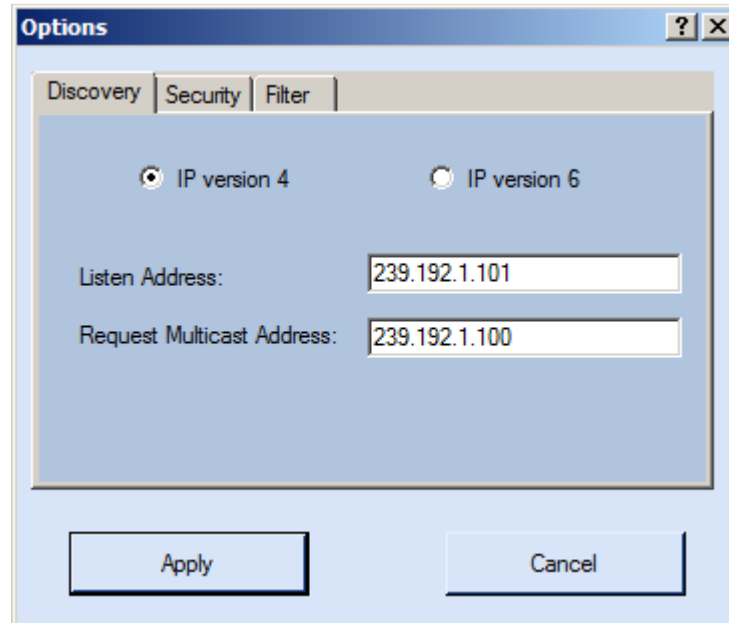 Options
Discovery Security Filter
IP version 4 IP version 6
Listen Address: 239.192.1.101
Request Multicast Address: 239.192.1.100
Apply Cancel